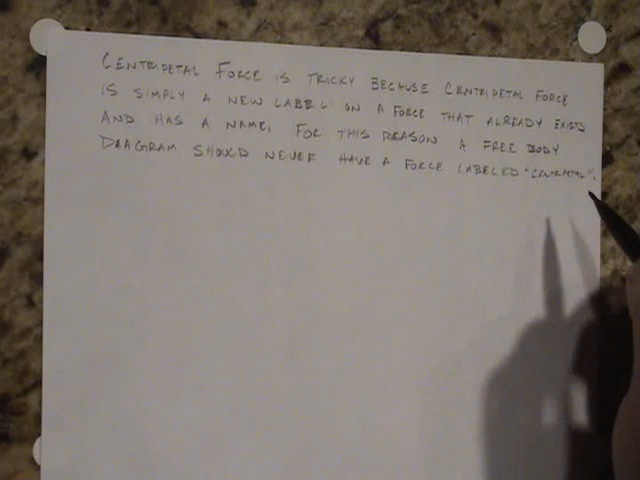 CENTRIPETAL FORCE IS TRICKY BECAUSE CENTRIPETAL FORCE
IS SIMPLY A NEW LABEL ON A FORCE THAT ALREADY EXISTS
AND HAS A NAME. FOR THIS REASON A FREE BODY
DIAGRAM SHOULD NEVER HAVE A FORCE LABELED "CENTRIPETAL".